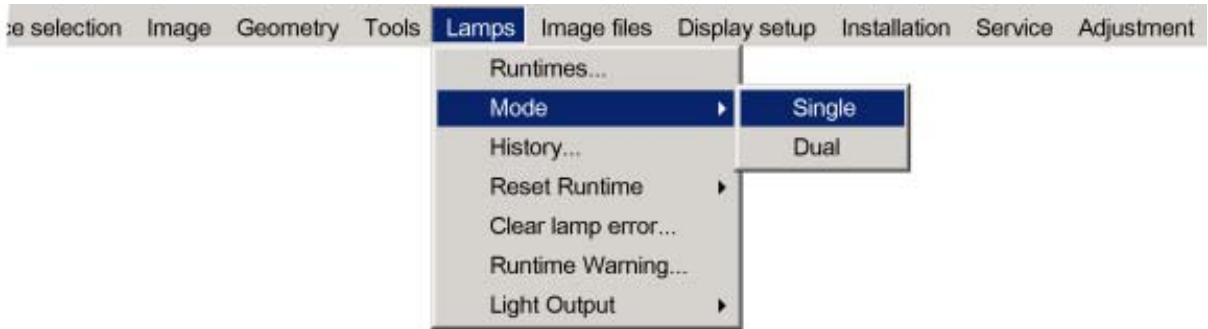 ce selection Image Geometry Tools Lamps Image files Display setup Installation Service Adjustment
Runtimes...
Mode Single
History... Dual
Reset Runtime
Clear lamp error...
Runtime Warning...
Light Output